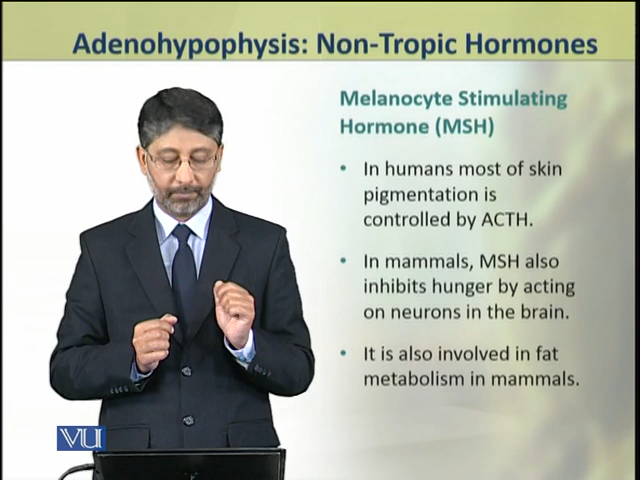 Adenohypophysis: Non-Tropic Hormones
Melanocyte Stimulating
Hormone (MSH)
• In humans most of skin
pigmentation is
controlled by ACTH.
• In mammals, MSH also
inhibits hunger by acting
on neurons in the brain.
• It is also involved in fat
metabolism in mammals.
VU